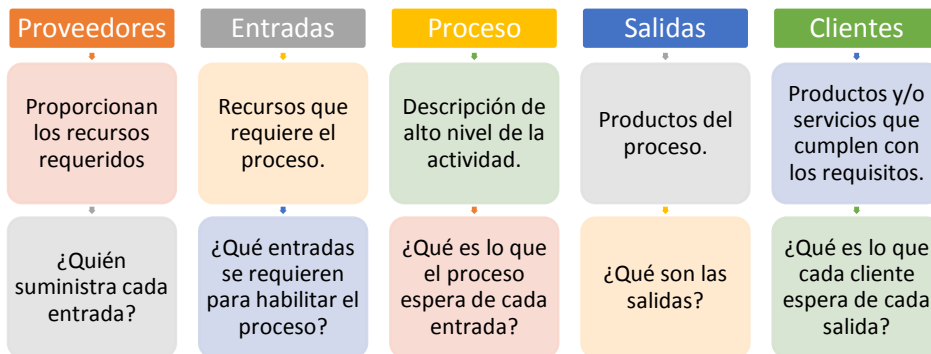 Proveedores
Entradas
Proceso
Salidas
Clientes
Proporcionan
los recursos
requeridos
Recursos que
requiere el
proceso.
Descripción de
alto nivel de la
actividad.
Productos del
proceso.
Productos y/o
servicios que
cumplen con
los requisitos.
¿Quién
suministra cada
entrada?
¿Qué entradas
se requieren
para habilitar el
proceso?
¿Qué es lo que
el proceso
espera de cada
entrada?
¿Qué son las
salidas?
¿Qué es lo que
cada cliente
espera de cada
salida?